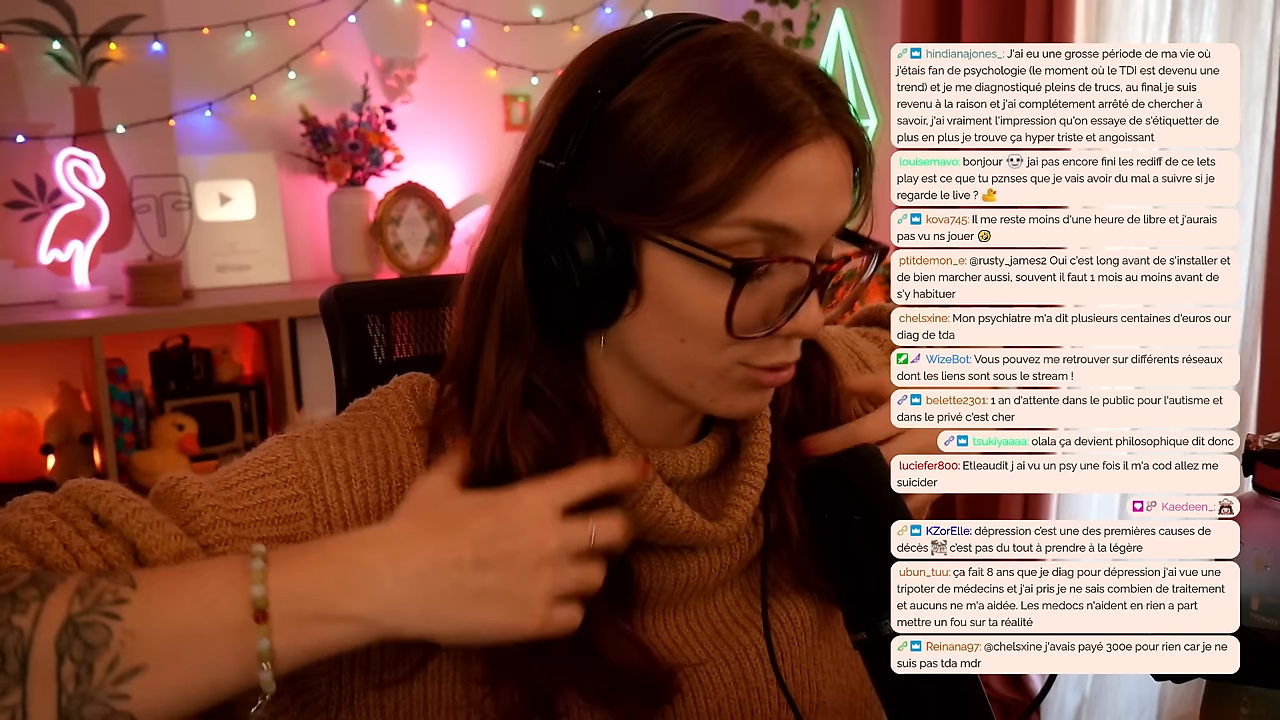 hindianajones_: J'ai eu une grosse période de ma vie où
j'étais fan de psychologie (le moment où le TDI est devenu une
trend) et je me diagnostiqué pleins de trucs, au final je suis
revenu à la raison et j'ai complétement arrêté de chercher à
savoir, j'ai vraiment l'impression qu'on essaye de s'étiqueter de
plus en plus je trouve ça hyper triste et angoissant
louisemavo: bonjour jai pas encore fini les rediff de ce lets
play est ce que tu pznses que je vais avoir du mal a suivre si je
regarde le live ?
kova745: Il me reste moins d'une heure de libre et j'aurais
pas vu ns jouer
ptitdemon_e: @rusty_james2 Oui c'est long avant de s'installer et
de bien marcher aussi, souvent il faut 1 mois au moins avant de
s'y habituer
chelsxine: Mon psychiatre m'a dit plusieurs centaines d'euros our
diag de tda
WizeBot: Vous pouvez me retrouver sur différents réseaux
dont les liens sont sous le stream !
belette2301: 1 an d'attente dans le public pour l'autisme et
dans le privé c'est cher
tsukiyaaaa: olala ça devient philosophique dit donc
luciefer800: Etleaudit j ai vu un psy une fois il m'a cod allez me
suicider
Kaedeen_:
KZorElle: dépression c'est une des premières causes de
décès c'est pas du tout à prendre à la légère
ubun_tuu: ça fait 8 ans que je diag pour dépression j'ai vue une
tripoter de médecins et j'ai pris je ne sais combien de traitement
et aucuns ne m'a aidée. Les medocs n'aident en rien a part
mettre un fou sur ta réalité
Reinana97: @chelsxine j'avais payé 300e pour rien car je ne
suis pas tda mdr